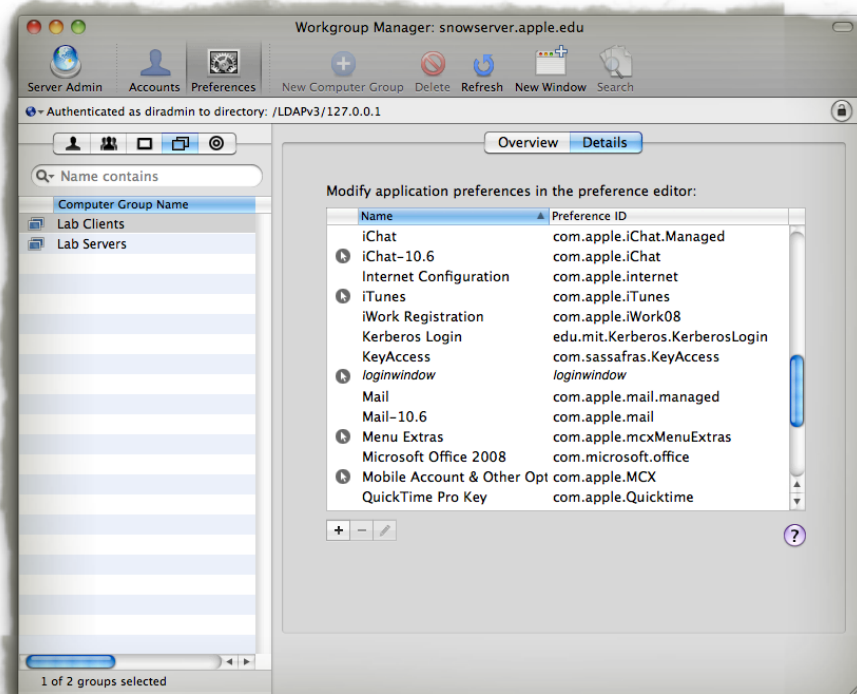 Workgroup Manager: snowserver.apple.edu
Server Admin Accounts Preferences New Computer Group Delete Refresh New Window Search
Authenticated as diradmin to directory: /LDAPv3/127.0.0.1
Overview Details
Name contains
Computer Group Name
Lab Clients
Lab Servers
1 of 2 groups selected
Modify application preferences in the preference editor:
Name Preference ID
iChat com.apple.iChat.Managed
iChat-10.6 com.apple.iChat
Internet Configuration com.apple.internet
iTunes com.apple.iTunes
iWork Registration com.apple.iWork08
Kerberos Login edu.mit.Kerberos.KerberosLogin
KeyAccess com.sassafras.KeyAccess
loginwindow loginwindow
Mail com.apple.mail.managed
Mail-10.6 com.apple.mail
Menu Extras com.apple.mcxMenuExtras
Microsoft Office 2008 com.microsoft.office
Mobile Account & Other Opt com.apple.MCX
QuickTime Pro Key com.apple.Quicktime
+ −
?